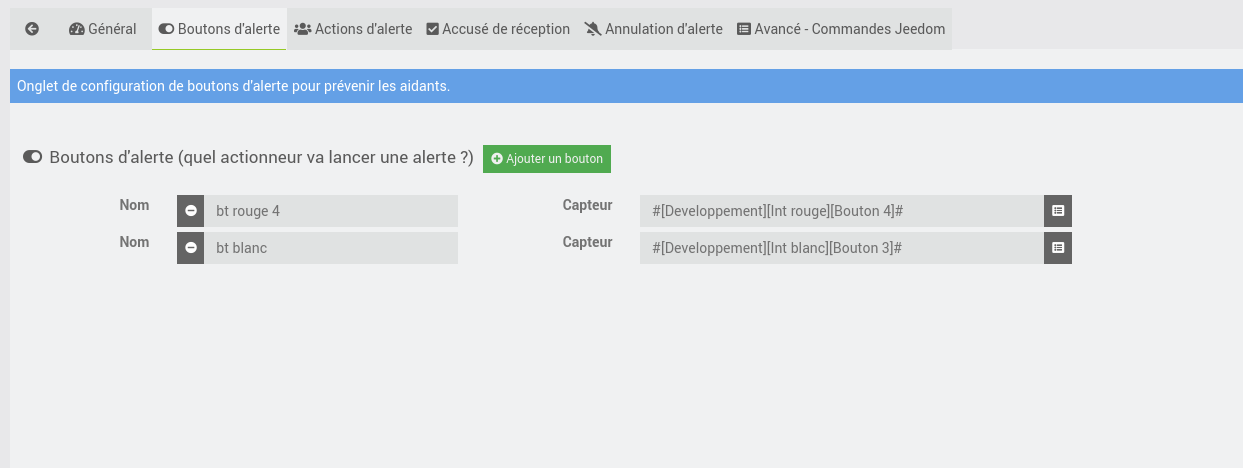 Général Boutons d'alerte Actions d'alerte Accusé de réception Annulation d'alerte Avancé - Commandes Jeedom
Onglet de configuration de boutons d'alerte pour prévenir les aidants.
Boutons d'alerte (quel actionneur va lancer une alerte ?) Ajouter un bouton
Nom bt rouge 4 Capteur #[Developpement][Int rouge][Bouton 4]#
Nom bt blanc Capteur #[Developpement][Int blanc][Bouton 3]#